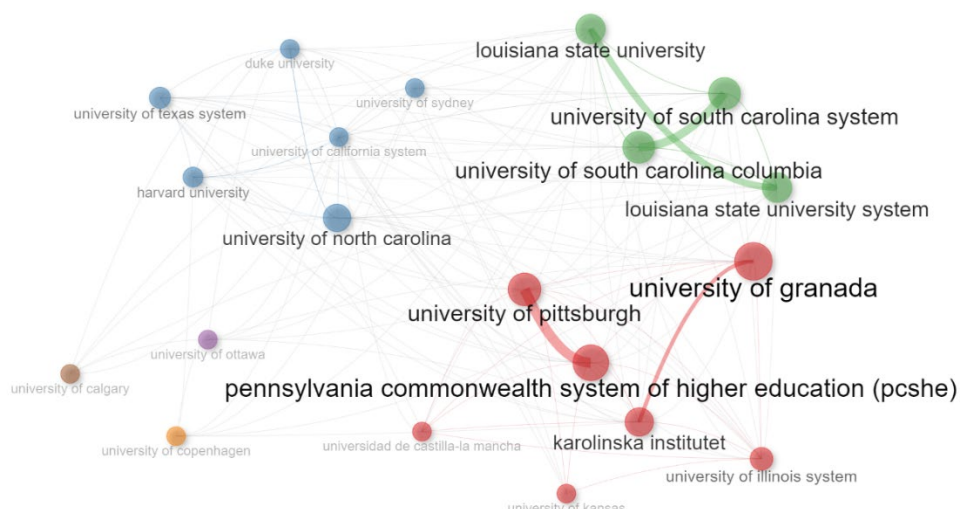 louisiana state university
duke university
university of texas system
university of sydney
university of south carolina system
university of california system
university of south carolina columbia
harvard university
louisiana state university system
university of north carolina
university of granada
university of pittsburgh
university of ottawa
university of calgary
pennsylvania commonwealth system of higher education (pcshe)
universidad de castilla-la mancha
karolinska institutet
university of copenhagen
university of illinois system
university of kansas